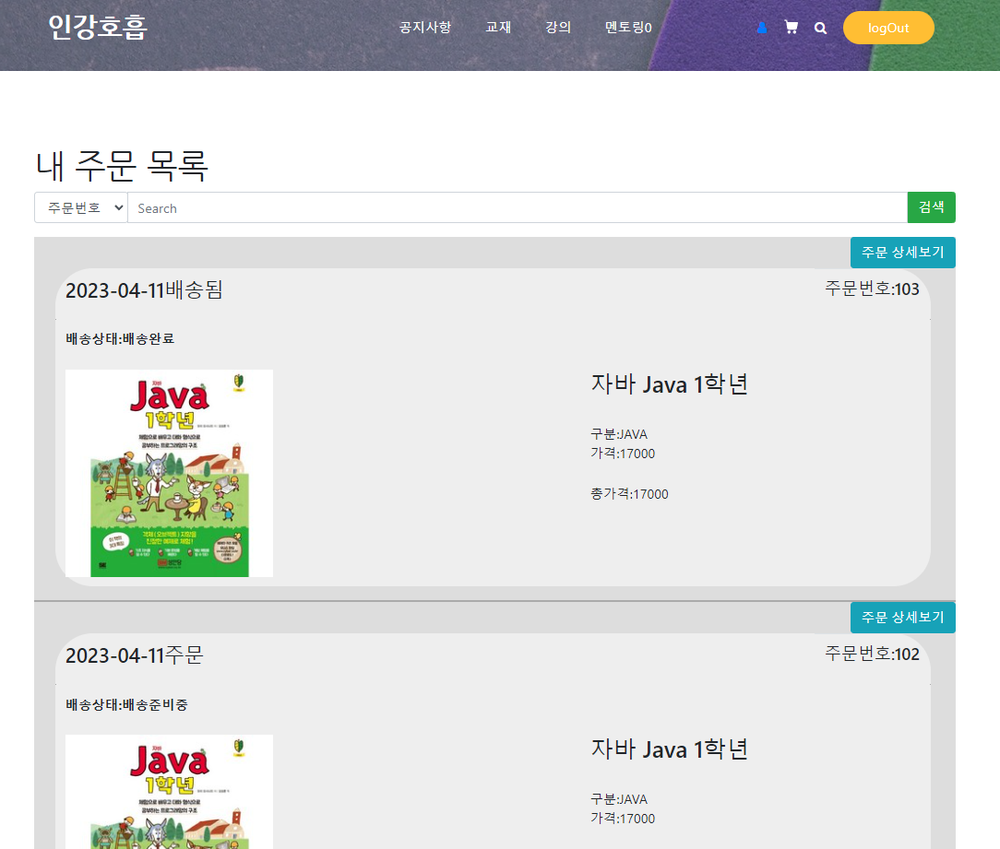 인강호흡
공지사항 교재 강의 멘토링0 logOut
내 주문 목록
주문번호 Search 검색
주문 상세보기
2023-04-11배송됨 주문번호:103
배송상태:배송완료
자바
Java
1학년
체험으로 배우고 대화 형식으로
공부하는 프로그래밍의 구조
자바 Java 1학년
구분:JAVA
가격:17000
총가격:17000
주문 상세보기
2023-04-11주문 주문번호:102
배송상태:배송준비중
자바
Java
1학년
체험으로 배우고 대화 형식으로
공부하는 프로그래밍의 구조
자바 Java 1학년
구분:JAVA
가격:17000